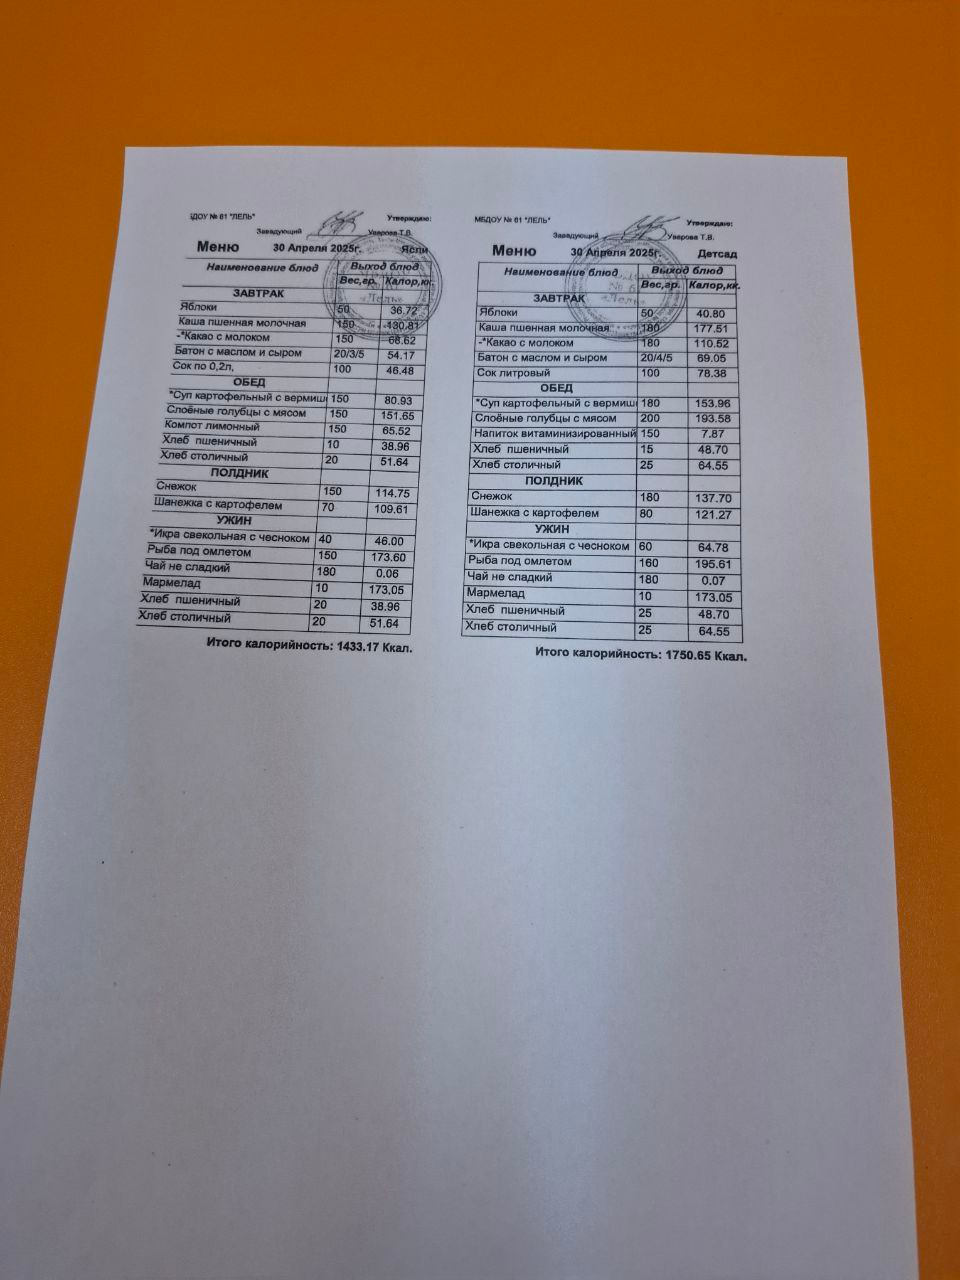 ДОУ № 61 "ЛЕЛЬ"
Утверждаю:
Заведующий Уварова Т.В.
Меню 30 Апреля 2025г. Ясли
Наименование блюд Выход блюд
Вес,гр. Калор,кк.
ЗАВТРАК
Яблоки 50 36.72
Каша пшенная молочная 150 130.81
-*Какао с молоком 150 68.62
Батон с маслом и сыром 20/3/5 54.17
Сок по 0,2л, 100 46.48
ОБЕД
*Суп картофельный с вермиш 150 80.93
Слоёные голубцы с мясом 150 151.65
Компот лимонный 150 65.52
Хлеб пшеничный 10 38.96
Хлеб столичный 20 51.64
ПОЛДНИК
Снежок 150 114.75
Шанежка с картофелем 70 109.61
УЖИН
*Икра свекольная с чесноком 40 46.00
Рыба под омлетом 150 173.60
Чай не сладкий 180 0.06
Мармелад 10 173.05
Хлеб пшеничный 20 38.96
Хлеб столичный 20 51.64
Итого калорийность: 1433.17 Ккал.
МБДОУ № 61 "ЛЕЛЬ"
Утверждаю:
Заведующий Уварова Т.В.
Меню 30 Апреля 2025г. Детсад
Наименование блюд Выход блюд
Вес,гр. Калор,кк.
ЗАВТРАК
Яблоки 50 40.80
Каша пшенная молочная 180 177.51
-*Какао с молоком 180 110.52
Батон с маслом и сыром 20/4/5 69.05
Сок литровый 100 78.38
ОБЕД
*Суп картофельный с вермиш 180 153.96
Слоёные голубцы с мясом 200 193.58
Напиток витаминизированный 150 7.87
Хлеб пшеничный 15 48.70
Хлеб столичный 25 64.55
ПОЛДНИК
Снежок 180 137.70
Шанежка с картофелем 80 121.27
УЖИН
*Икра свекольная с чесноком 60 64.78
Рыба под омлетом 160 195.61
Чай не сладкий 180 0.07
Мармелад 10 173.05
Хлеб пшеничный 25 48.70
Хлеб столичный 25 64.55
Итого калорийность: 1750.65 Ккал.
«Лель»
«Лель»